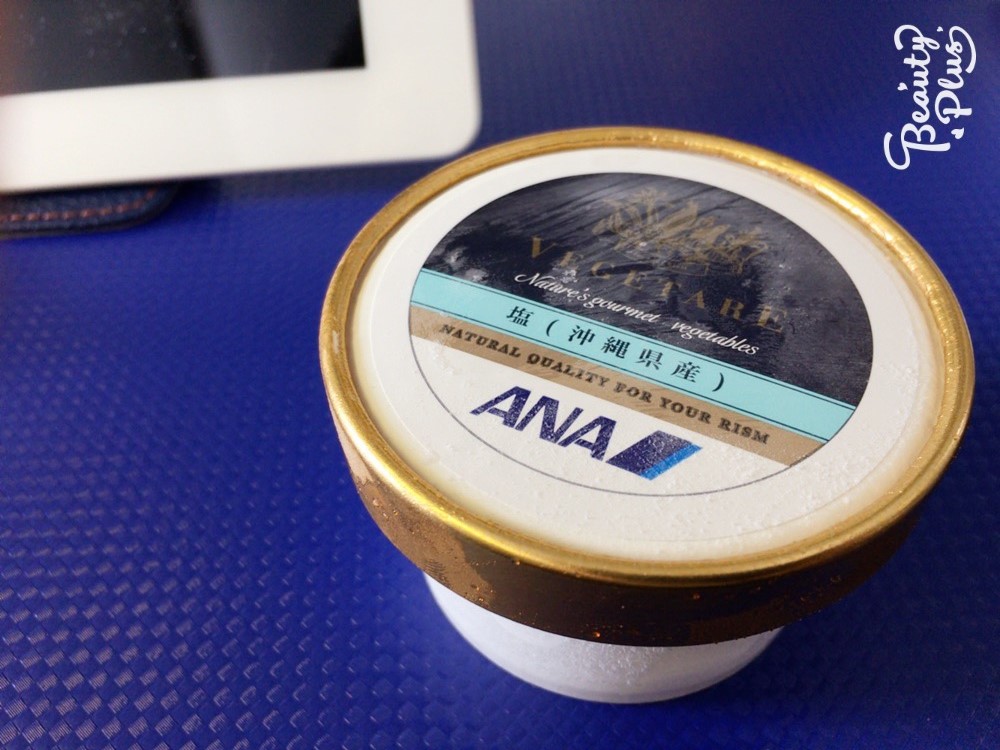 Beauty
Plus
VEGETARE
Nature's gourmet vegetables
塩(沖縄県産)
NATURAL QUALITY FOR YOUR RISM
ANA